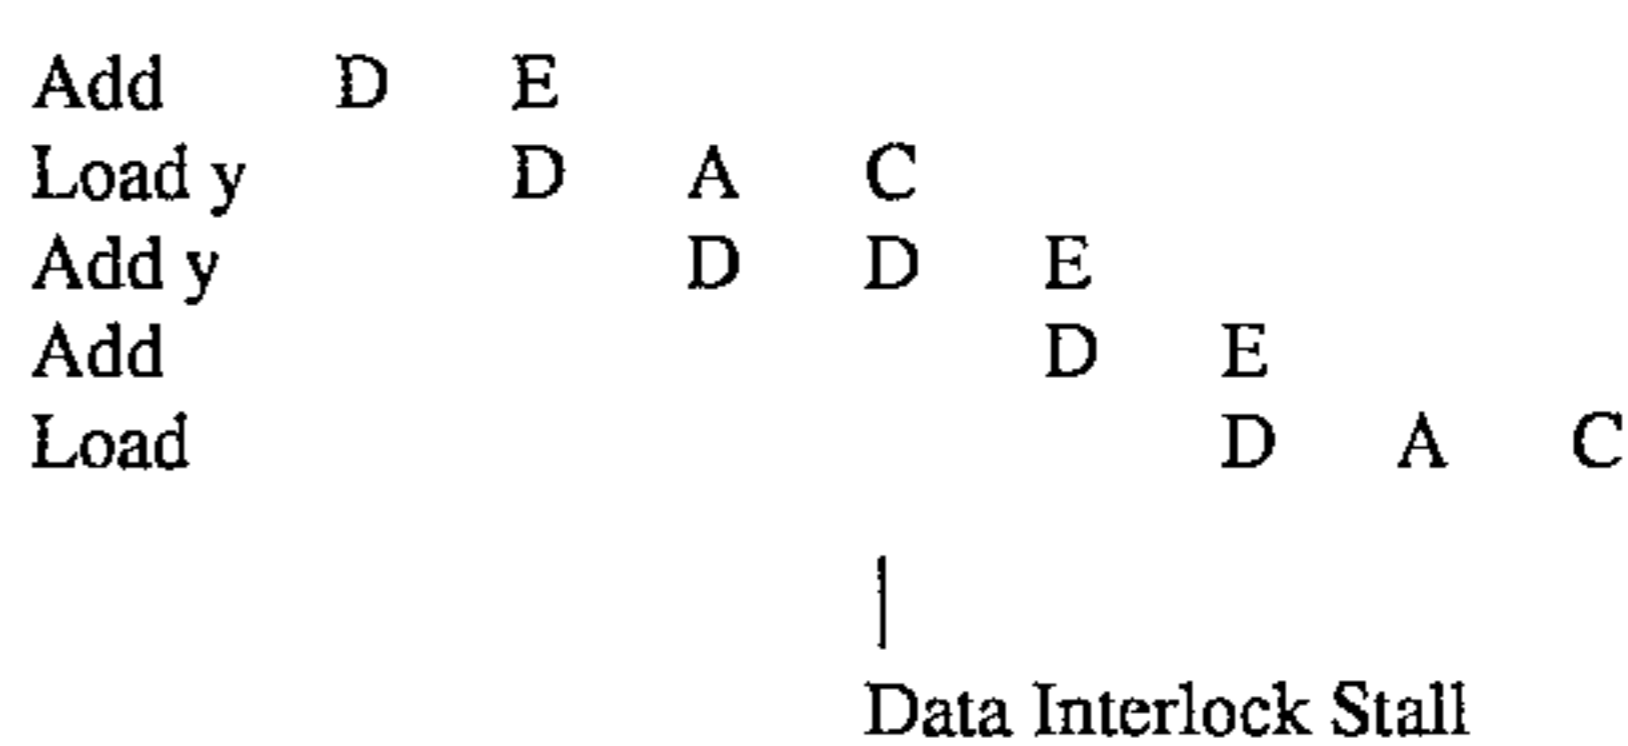 Add D E
Load y D A C
Add y D D E
Add D E
Load D A C
Data Interlock Stall